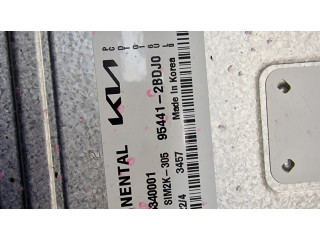 KIA
95441-2BDJ0
Made In Korea
NENTAL
SIM2K-305
3457
340001
2/4